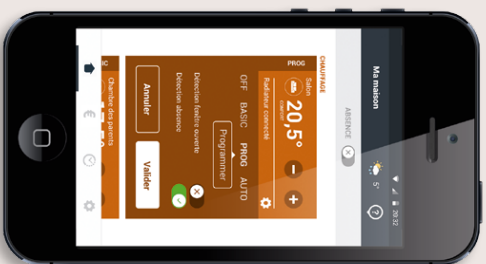 20:32
Ma maison
5°
ABSENCE
CHAUFFAGE
PROG
Salon
20,5°
CONFORT
Radiateur connecté
OFF BASIC PROG AUTO
Programmer
Détection fenêtre ouverte
Détection absence
Annuler
Valider
Chambre des parents